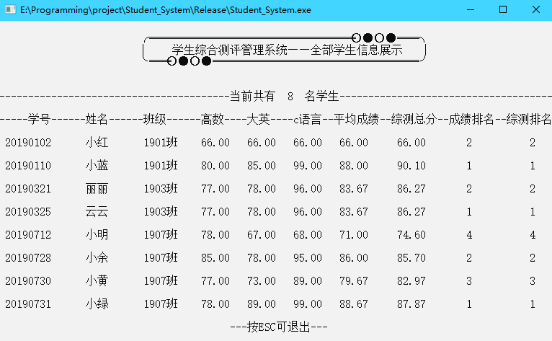 E:\Programming\project\Student_System\Release\Student_System.exe
学生综合测评管理系统——全部学生信息展示
当前共有 8 名学生
-----学号------姓名------班级------高数----大英----c语言--平均成绩--综测总分--成绩排名--综测排名
20190102 小红 1901班 66.00 66.00 66.00 66.00 66.00 2 2
20190110 小蓝 1901班 80.00 85.00 99.00 88.00 90.10 1 1
20190321 丽丽 1903班 77.00 78.00 96.00 83.67 86.27 2 2
20190325 云云 1903班 77.00 78.00 96.00 83.67 86.27 1 1
20190712 小明 1907班 78.00 67.00 68.00 71.00 74.60 4 4
20190728 小余 1907班 85.00 78.00 95.00 86.00 85.70 2 2
20190730 小黄 1907班 77.00 73.00 89.00 79.67 82.97 3 3
20190731 小绿 1907班 78.00 89.00 99.00 88.67 87.87 1 1
---按ESC可退出---